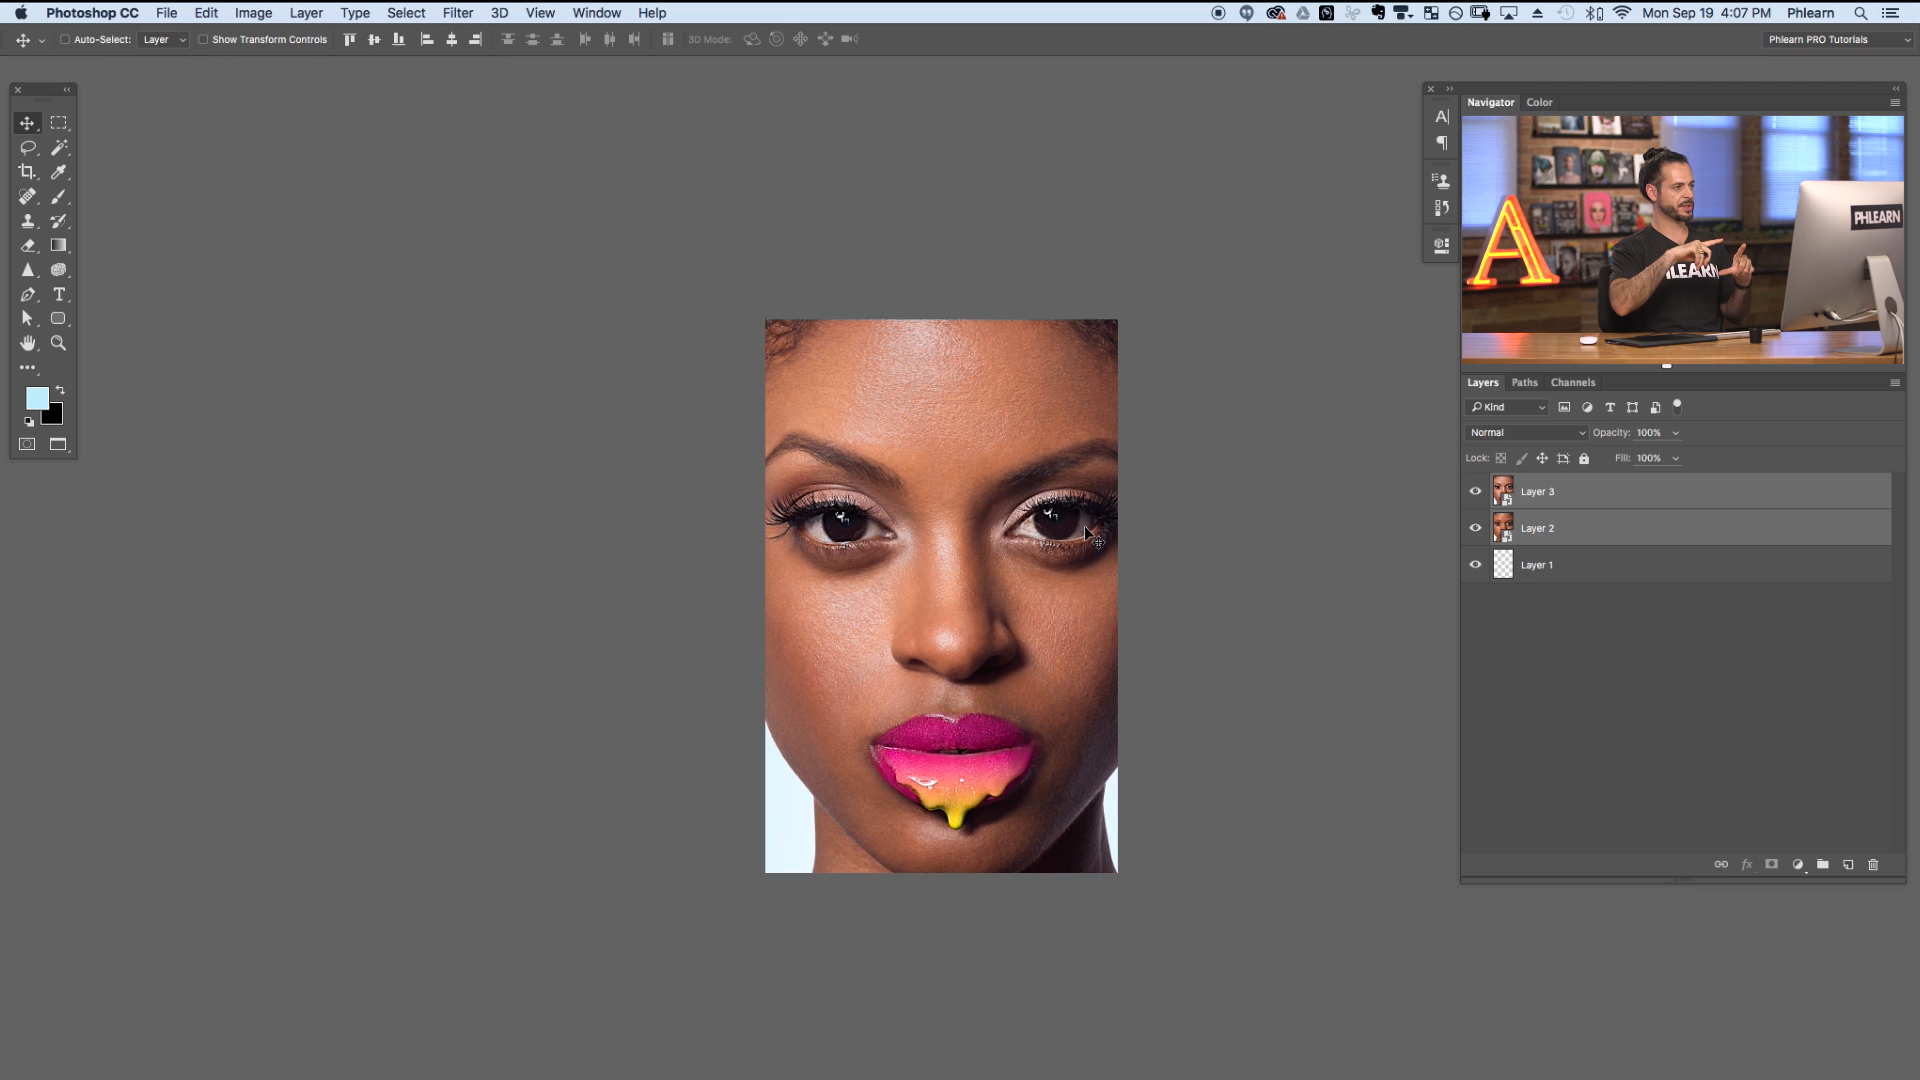 Photoshop CC File Edit Image Layer Type Select Filter 3D View Window Help Mon Sep 19 4:07 PM Phlearn
Auto-Select: Layer Show Transform Controls 3D Mode: Phlearn PRO Tutorials
Navigator Color
PHLEARN
Layers Paths Channels
Kind
Normal Opacity: 100%
Lock: Fill: 100%
Layer 3
Layer 2
Layer 1